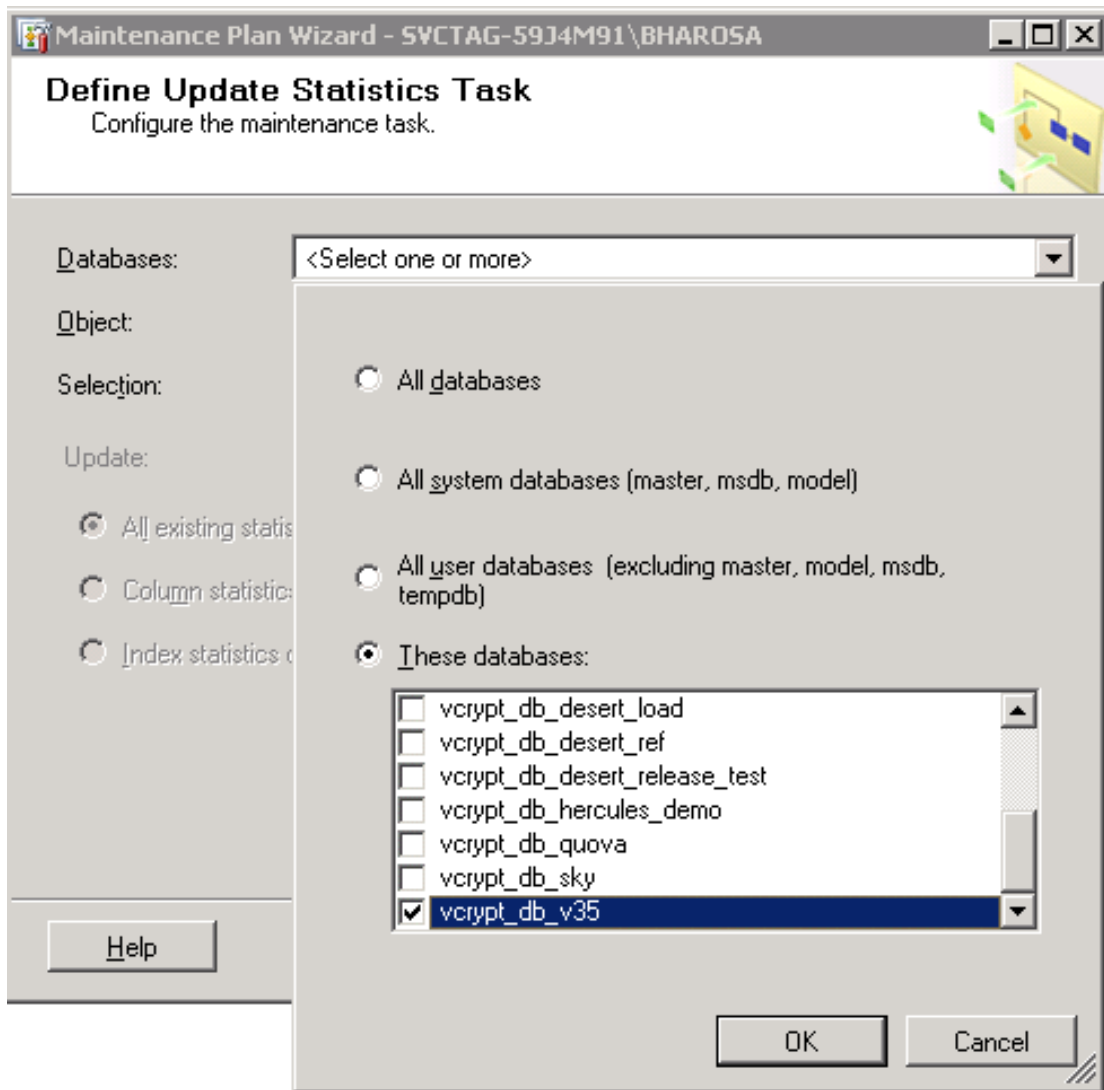 Maintenance Plan Wizard - SVCTAG-59J4M91\BHAROSA
Define Update Statistics Task
Configure the maintenance task.
Databases:
<Select one or more>
Object:
Selection:
All databases
Update:
All system databases (master, msdb, model)
All existing statis
All user databases (excluding master, model, msdb,
tempdb)
Column statistics
Index statistics o
These databases:
vcrypt_db_desert_load
vcrypt_db_desert_ref
vcrypt_db_desert_release_test
vcrypt_db_hercules_demo
vcrypt_db_quova
vcrypt_db_sky
vcrypt_db_v35
Help
OK
Cancel